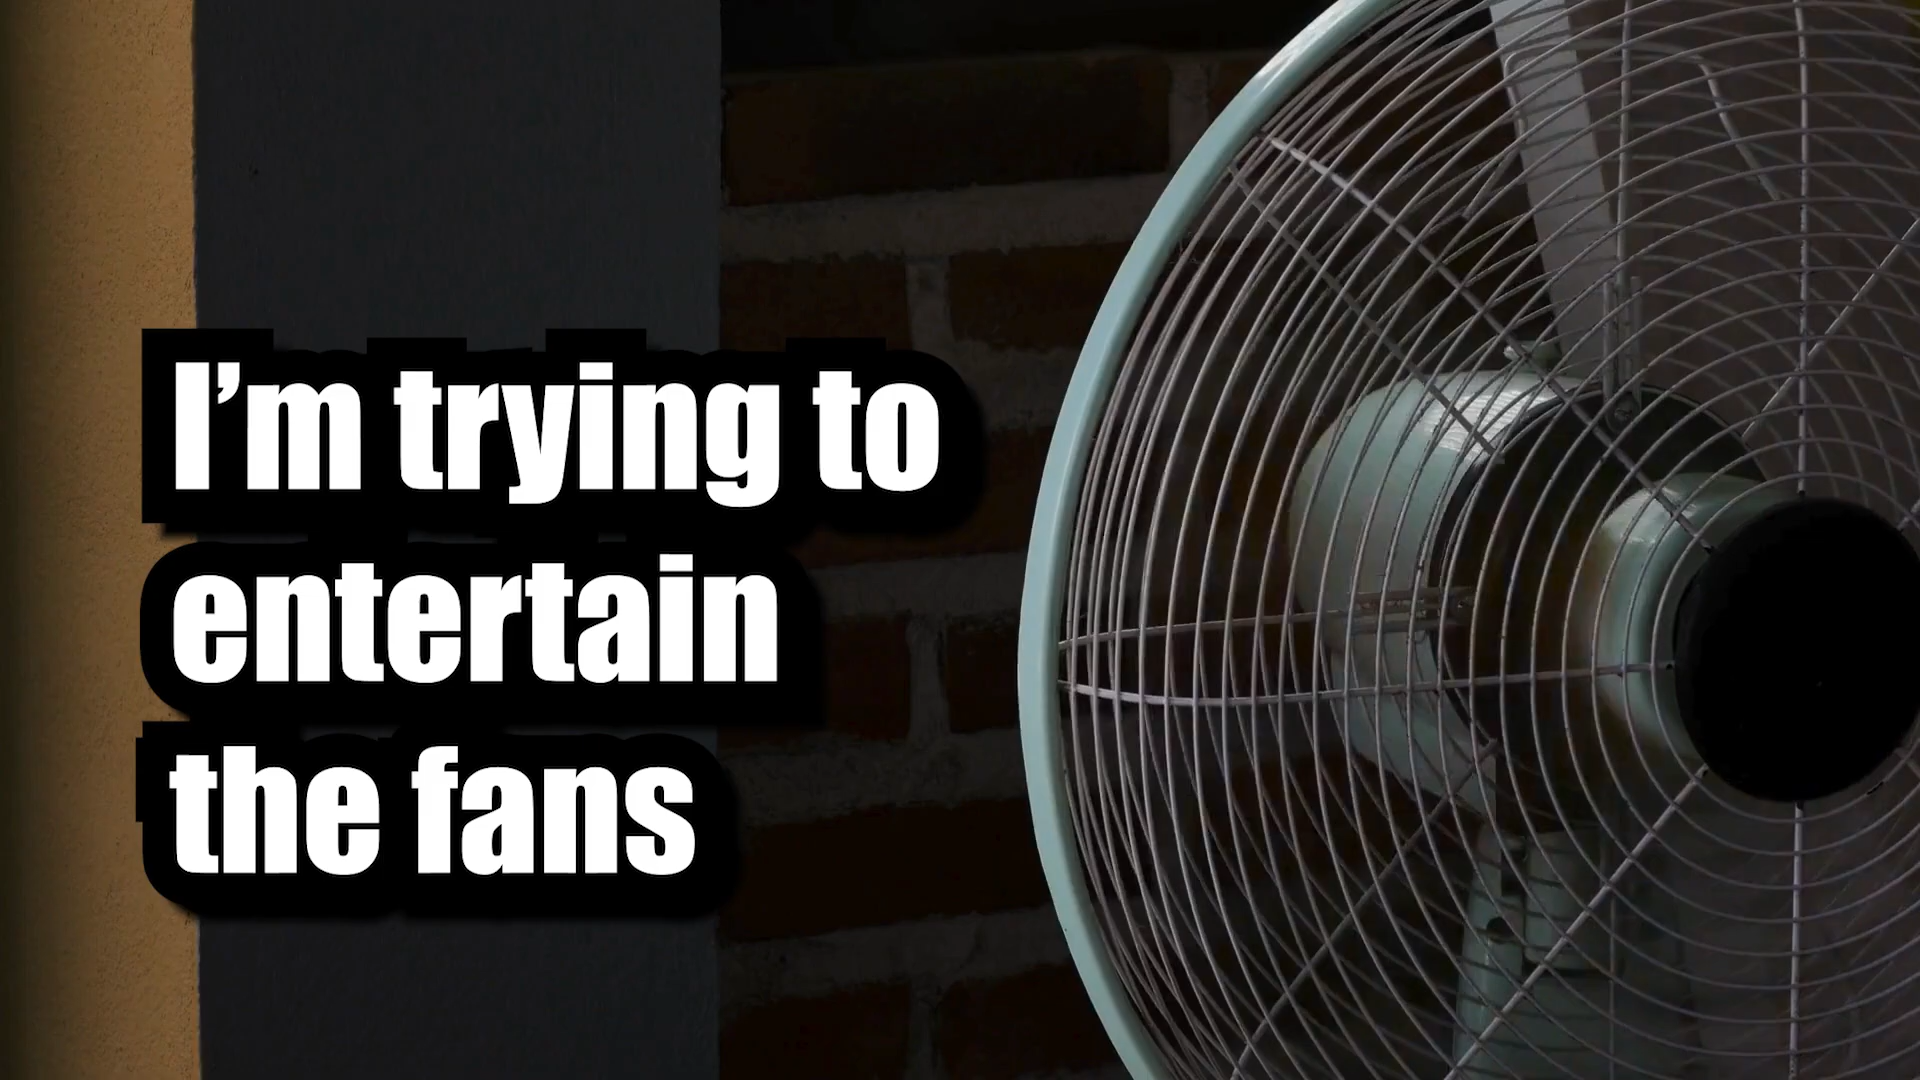 I’m trying to
entertain
the fans